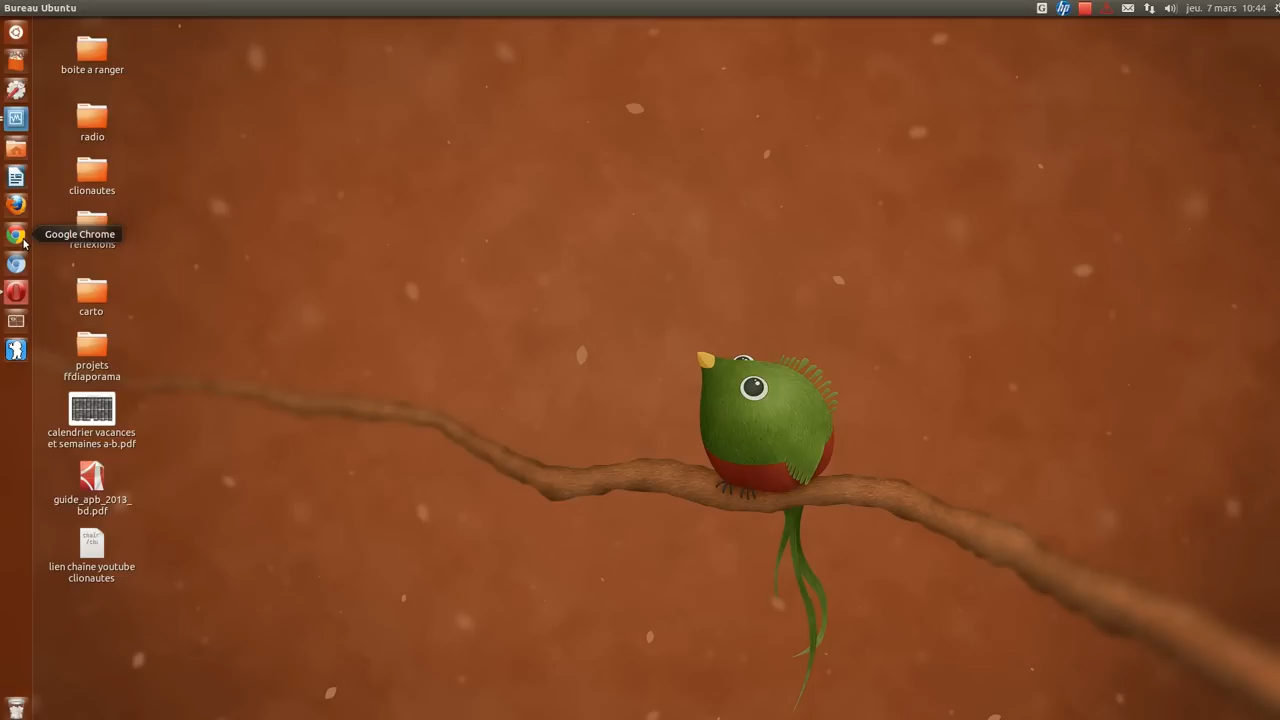 Bureau Ubuntu
jeu. 7 mars 10:44
boite a ranger
radio
clionautes
Google Chrome
reflexions
carto
projets
ffdiaporama
calendrier vacances
et semaines a-b.pdf
guide_apb_2013_
bd.pdf
lien chaîne youtube
clionautes